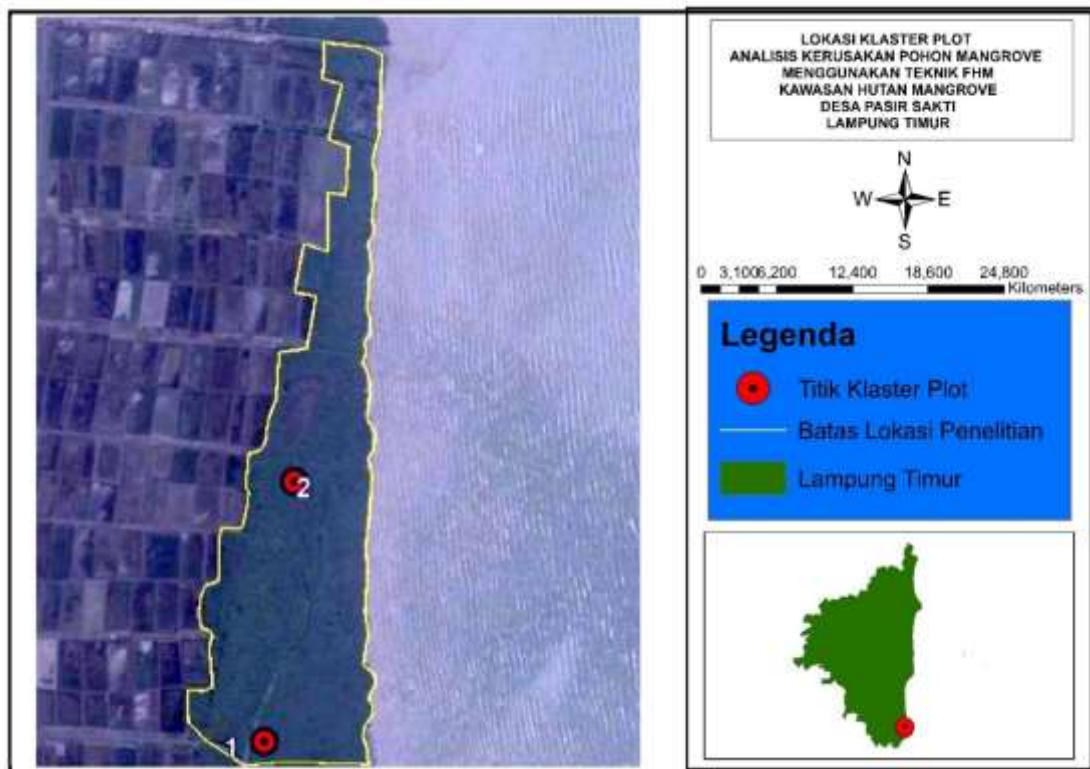 LOKASI KLASTER PLOT
ANALISIS KERUSAKAN POHON MANGROVE
MENGGUNAKAN TEKNIK FHM
KAWASAN HUTAN MANGROVE
DESA PASIR SAKTI
LAMPUNG TIMUR
N
W E
S
0 3,100 6,200 12,400 18,600 24,800
Kilometers
Legenda
Titik Klaster Plot
Batas Lokasi Penelitian
Lampung Timur
2
1